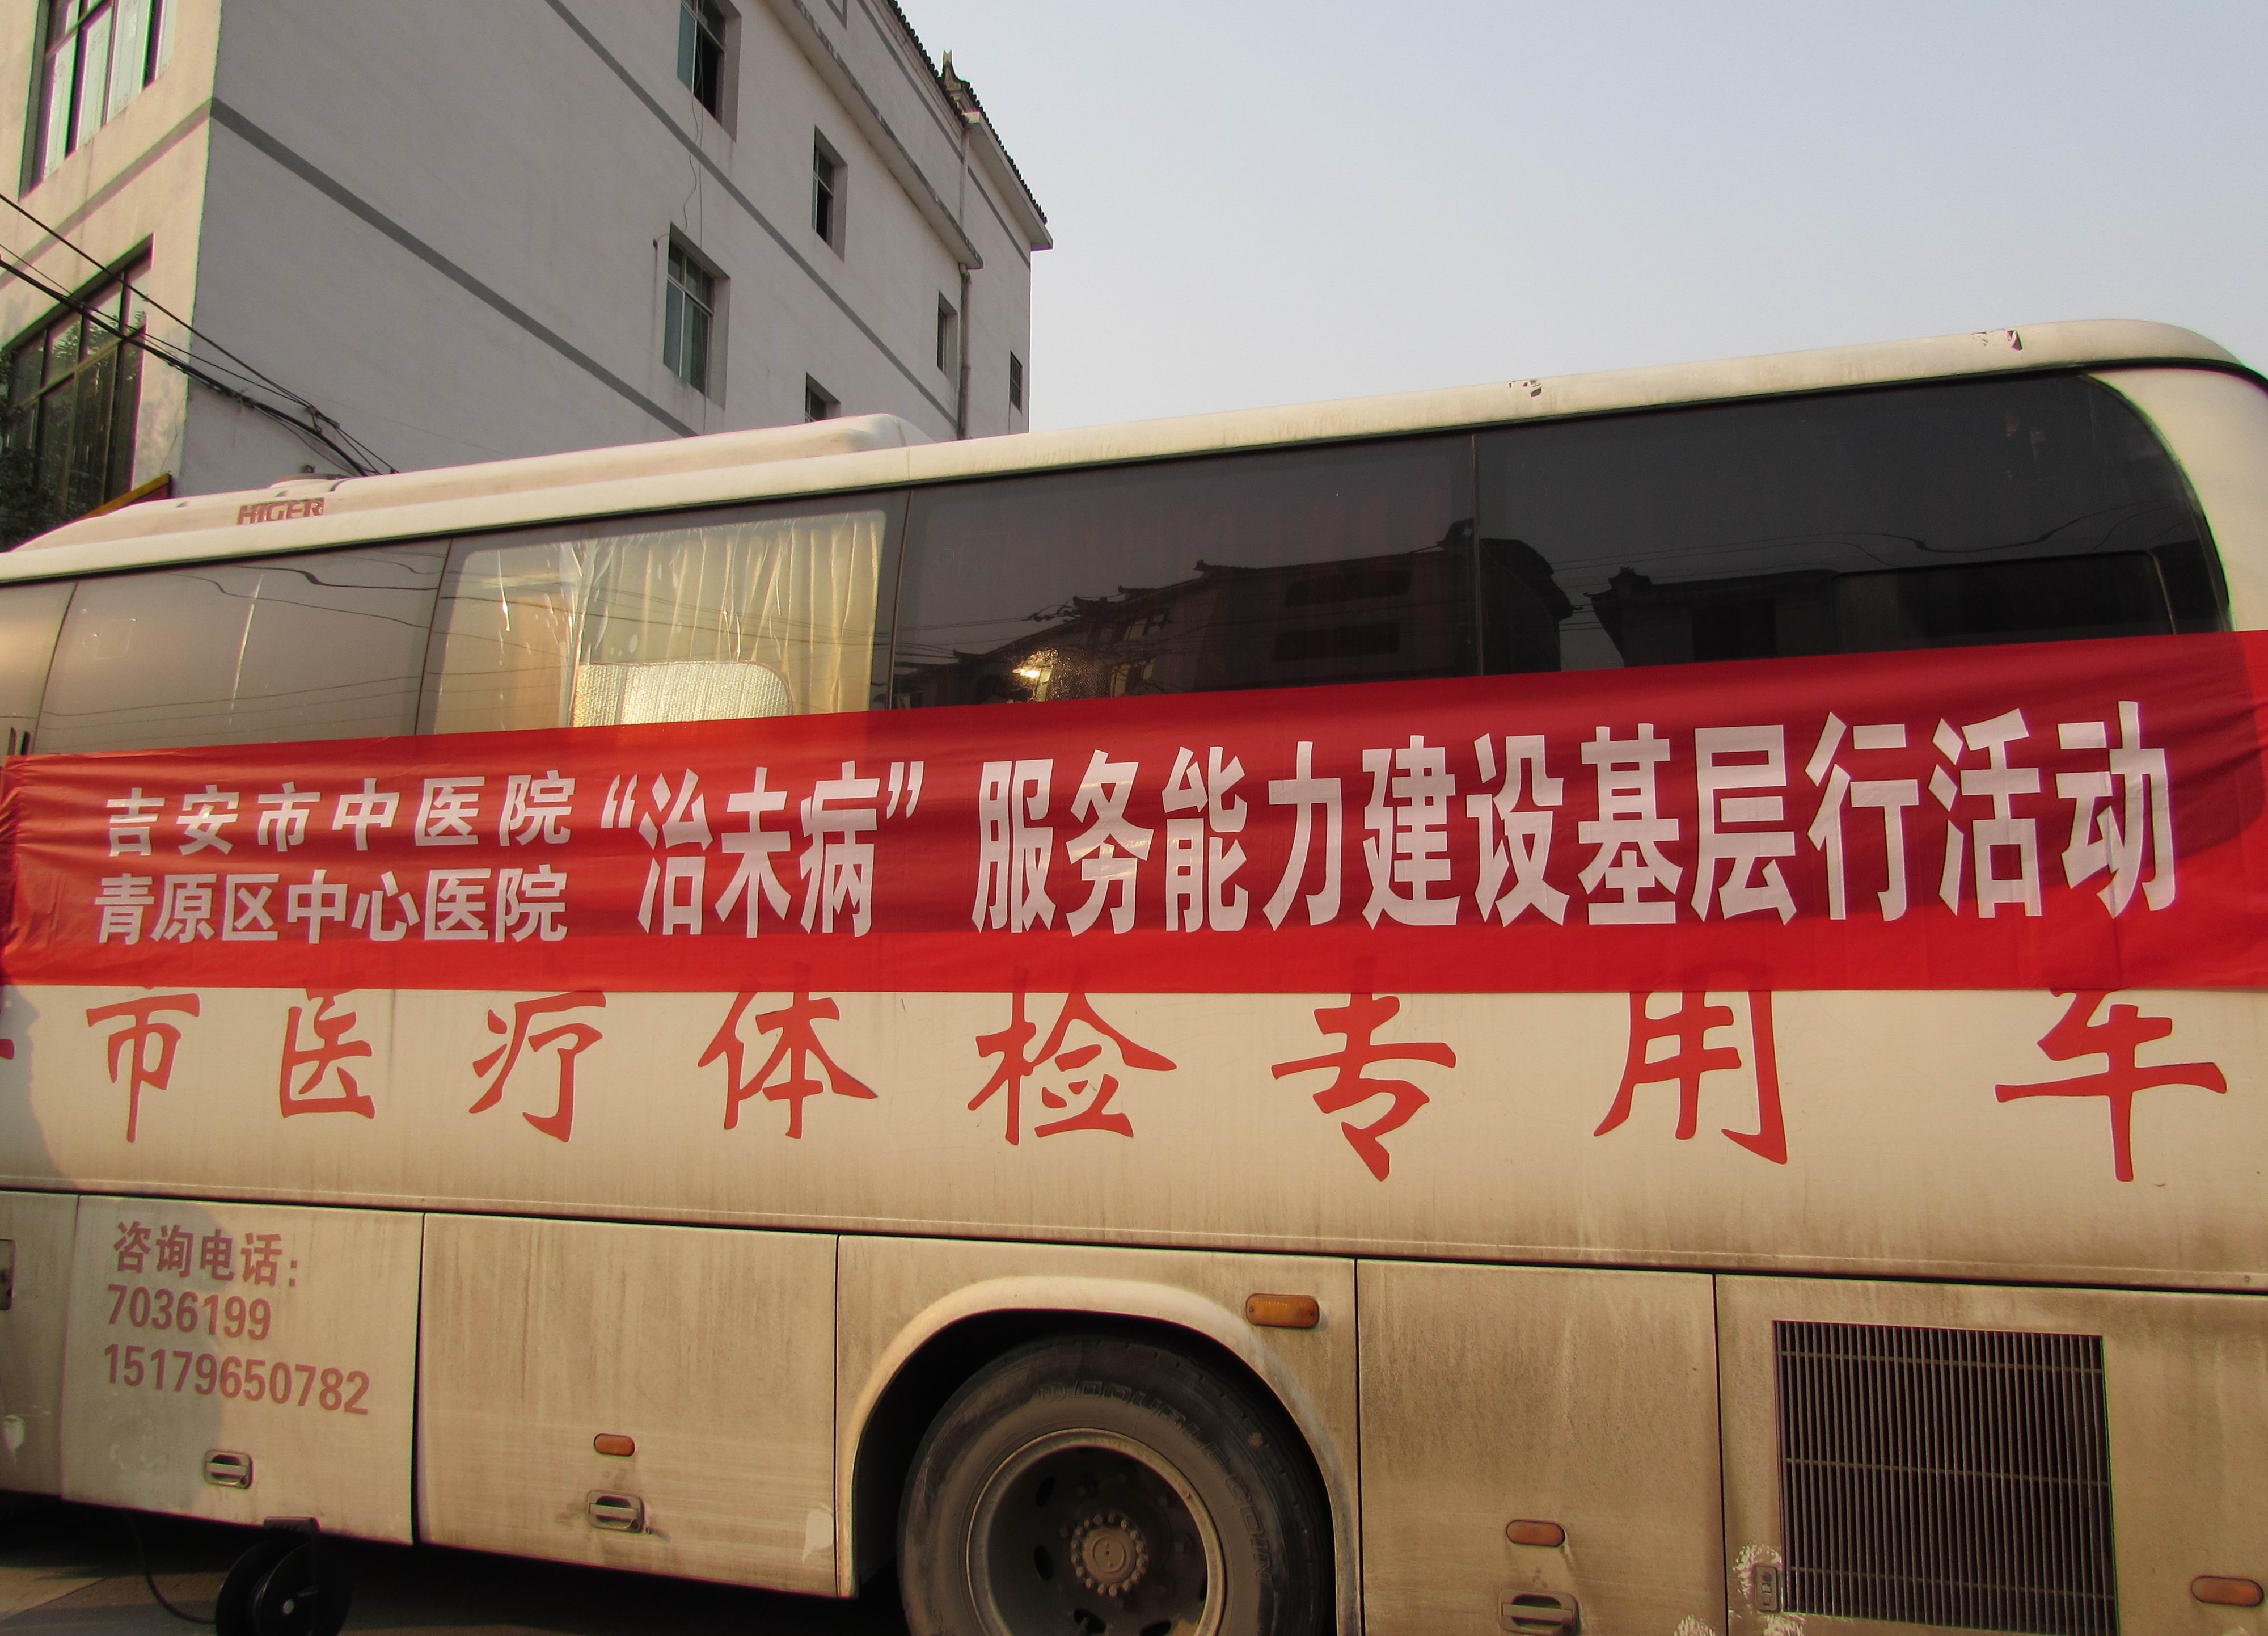 HIGER
吉安市中医院
青原区中心医院
“治未病”服务能力建设基层行活动
市医疗体检专用车
咨询电话:
7036199
15179650782